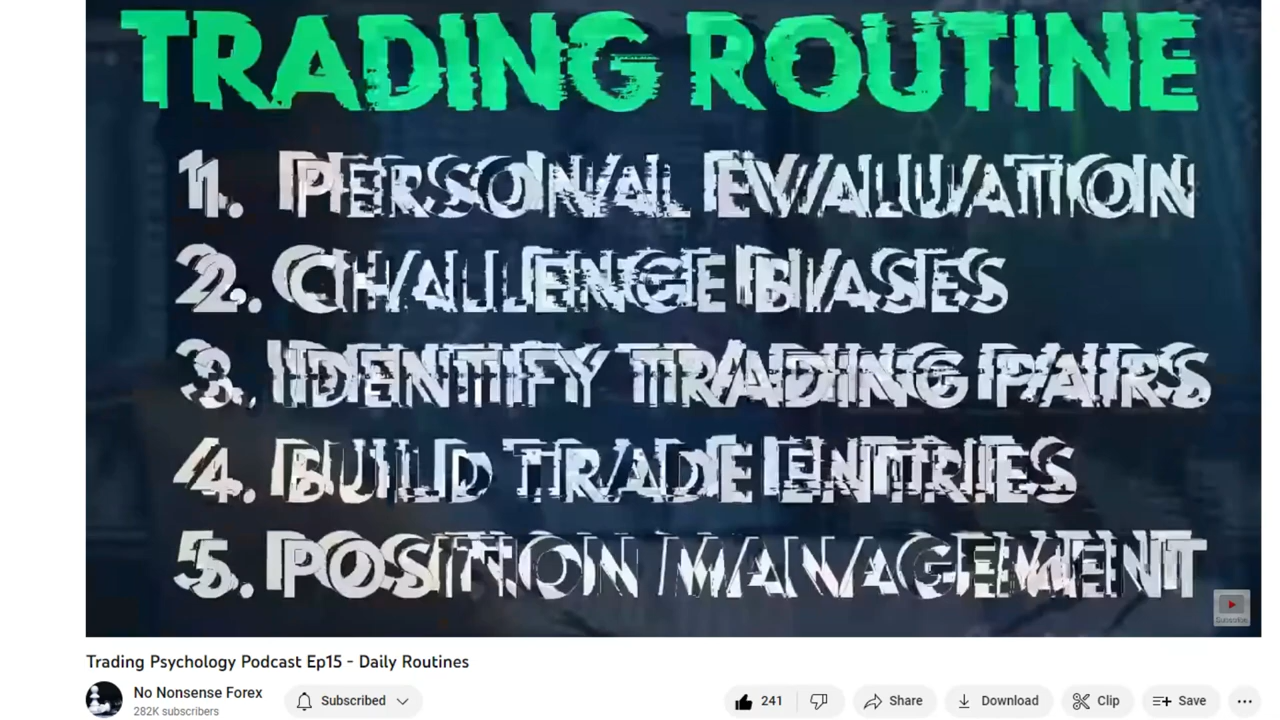 TRADING ROUTINE
1. PERSONAL EVALUATION
2. CHALLENGE BIASES
3. IDENTIFY TRADING PAIRS
4. BUILD TRADE ENTRIES
5. POSITION MANAGEMENT
Subscribe
Trading Psychology Podcast Ep15 - Daily Routines
No Nonsense Forex
282K subscribers
Subscribed
241
Share
Download
Clip
Save